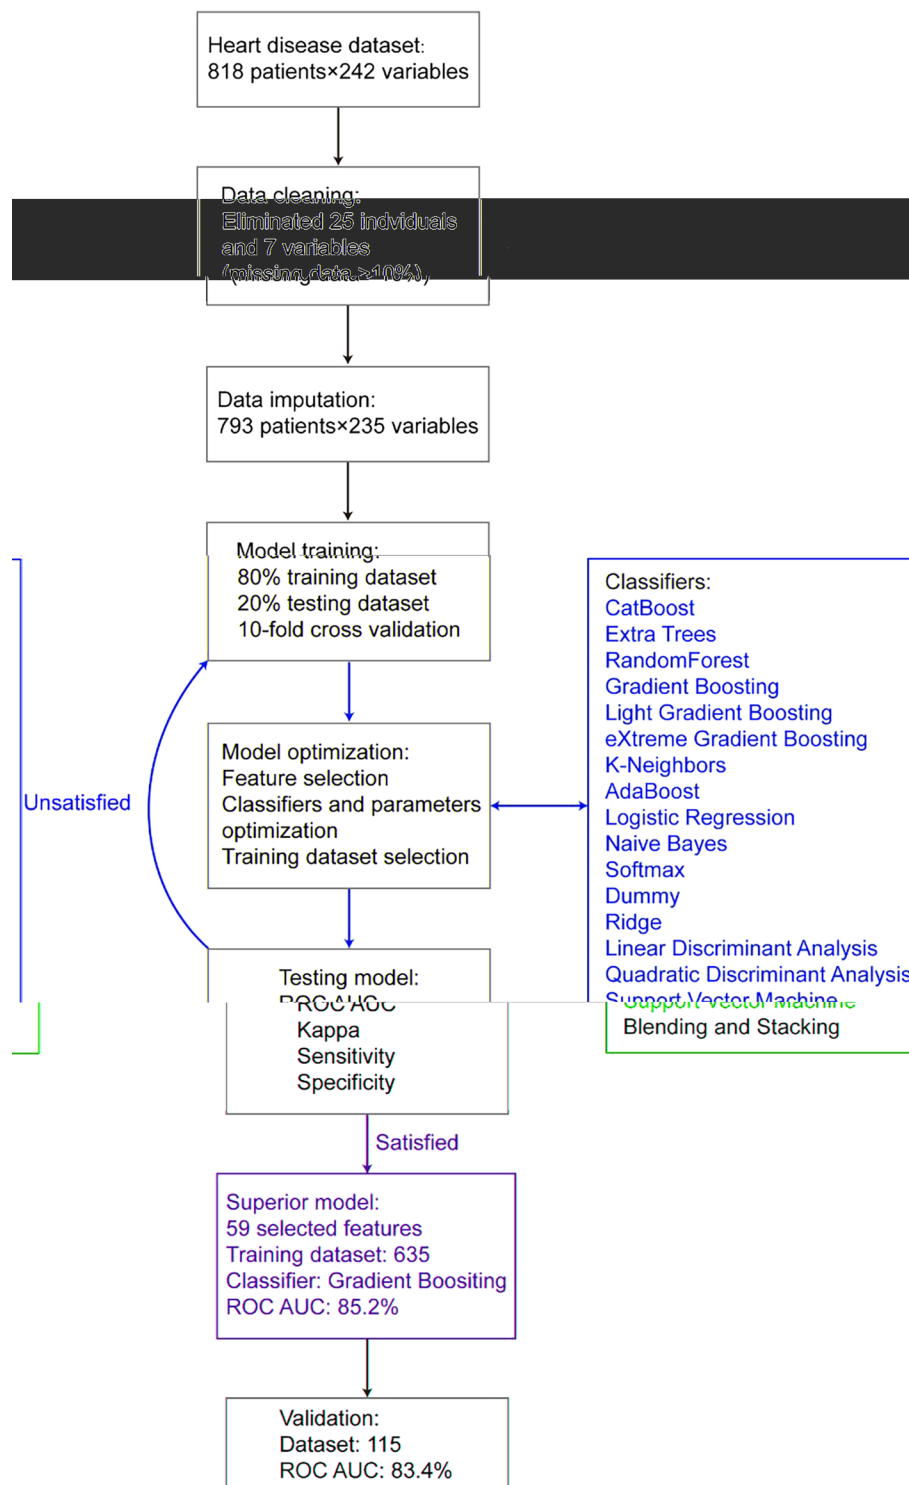 Heart disease dataset:
818 patients×242 variables
Data cleaning:
Eliminated 25 indviduals
and 7 variables
(missing data ≥10%)
Data imputation:
793 patients×235 variables
Model training:
80% training dataset
20% testing dataset
10-fold cross validation
Model optimization:
Feature selection
Classifiers and parameters
optimization
Training dataset selection
Unsatisfied
Classifiers:
CatBoost
Extra Trees
RandomForest
Gradient Boosting
Light Gradient Boosting
eXtreme Gradient Boosting
K-Neighbors
AdaBoost
Logistic Regression
Naive Bayes
Softmax
Dummy
Ridge
Linear Discriminant Analysis
Quadratic Discriminant Analysis
Support Vector Machine
Blending and Stacking
Testing model:
ROC AUC
Kappa
Sensitivity
Specificity
Satisfied
Superior model:
59 selected features
Training dataset: 635
Classifier: Gradient Boositing
ROC AUC: 85.2%
Validation:
Dataset: 115
ROC AUC: 83.4%